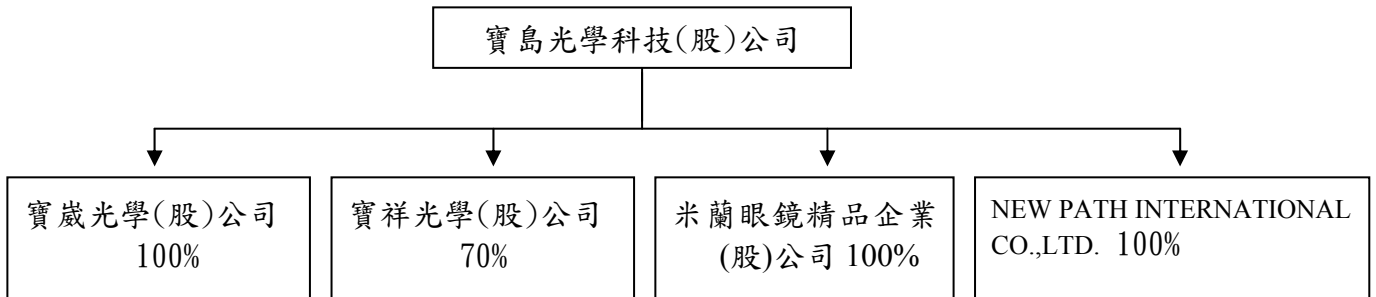 寶島光學科技(股)公司
寶崴光學(股)公司
100%
寶祥光學(股)公司
70%
米蘭眼鏡精品企業
(股)公司 100%
NEW PATH INTERNATIONAL
CO.,LTD. 100%